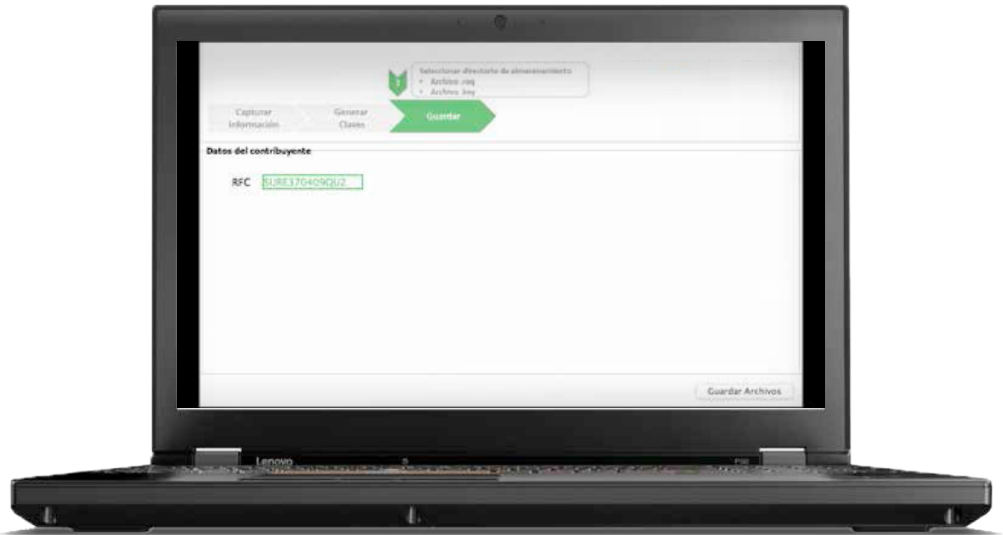 Seleccionar directorio de almacenamiento
• Archivo .req
• Archivo .key
Capturar
Información
Generar
Claves
Guardar
Datos del contribuyente
RFC SURE370409QU2
Guardar Archivos
Lenovo